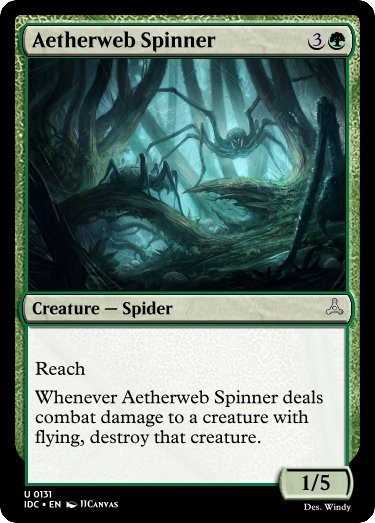 Aetherweb Spinner 3
Creature — Spider
Reach
Whenever Aetherweb Spinner deals
combat damage to a creature with
flying, destroy that creature.
1/5
U 0131
IDC • EN JJCanvas
Des. Windy